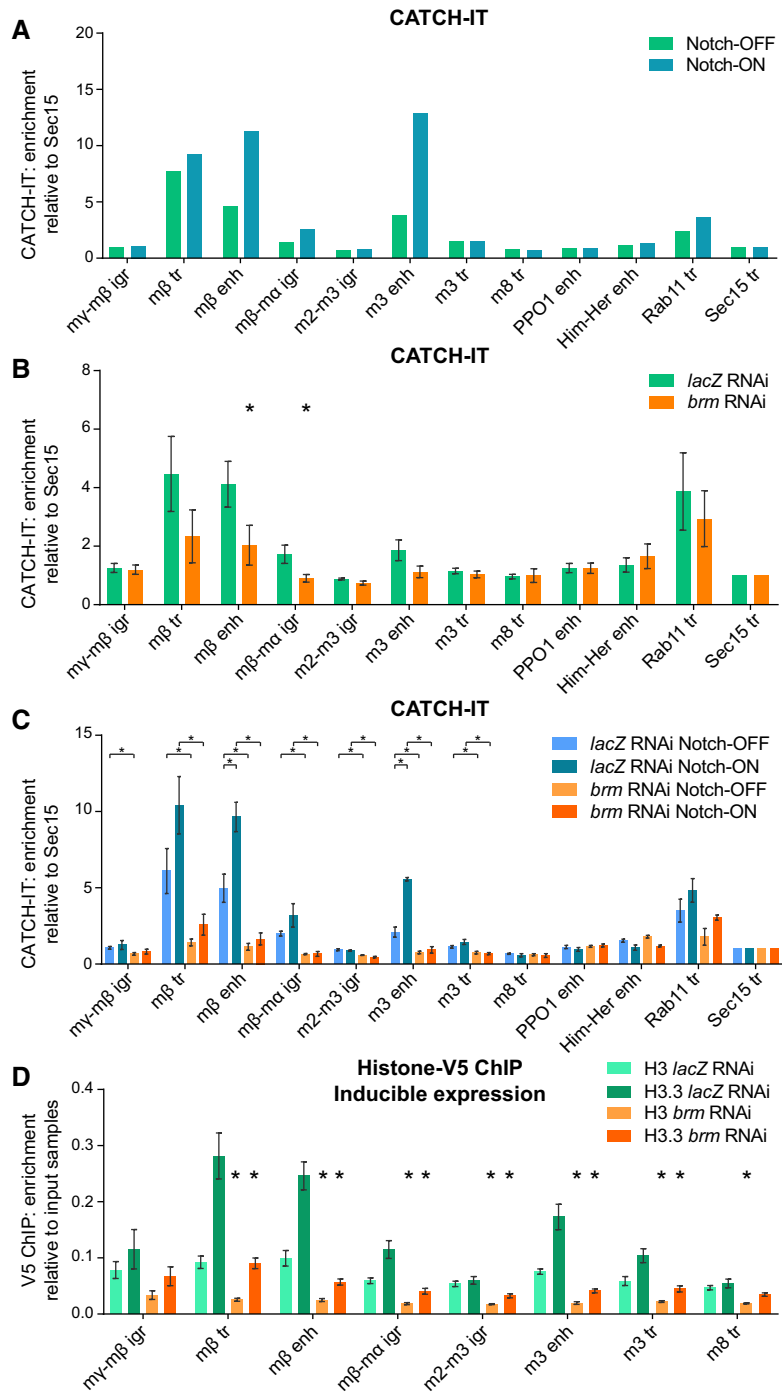 A
CATCH-IT
Notch-OFF
Notch-ON
CATCH-IT: enrichment
relative to Sec15
20
15
10
5
0
mγ-mβ igr
mβ tr
mβ enh
mβ-mα igr
m2-m3 igr
m3 enh
m3 tr
m8 tr
PPO1 enh
Him-Her enh
Rab11 tr
Sec15 tr
B
CATCH-IT
lacZ RNAi
brm RNAi
CATCH-IT: enrichment
relative to Sec15
8
6
4
2
0
* *
mγ-mβ igr
mβ tr
mβ enh
mβ-mα igr
m2-m3 igr
m3 enh
m3 tr
m8 tr
PPO1 enh
Him-Her enh
Rab11 tr
Sec15 tr
C
CATCH-IT
lacZ RNAi Notch-OFF
lacZ RNAi Notch-ON
brm RNAi Notch-OFF
brm RNAi Notch-ON
CATCH-IT: enrichment
relative to Sec15
15
10
5
0
* * * * * * * * * * * * * * *
mγ-mβ igr
mβ tr
mβ enh
mβ-mα igr
m2-m3 igr
m3 enh
m3 tr
m8 tr
PPO1 enh
Him-Her enh
Rab11 tr
Sec15 tr
D
Histone-V5 ChIP
Inducible expression
H3 lacZ RNAi
H3.3 lacZ RNAi
H3 brm RNAi
H3.3 brm RNAi
V5 ChIP: enrichment
relative to input samples
0.4
0.3
0.2
0.1
0.0
* * * * * * * * * * * * *
mγ-mβ igr
mβ tr
mβ enh
mβ-mα igr
m2-m3 igr
m3 enh
m3 tr
m8 tr